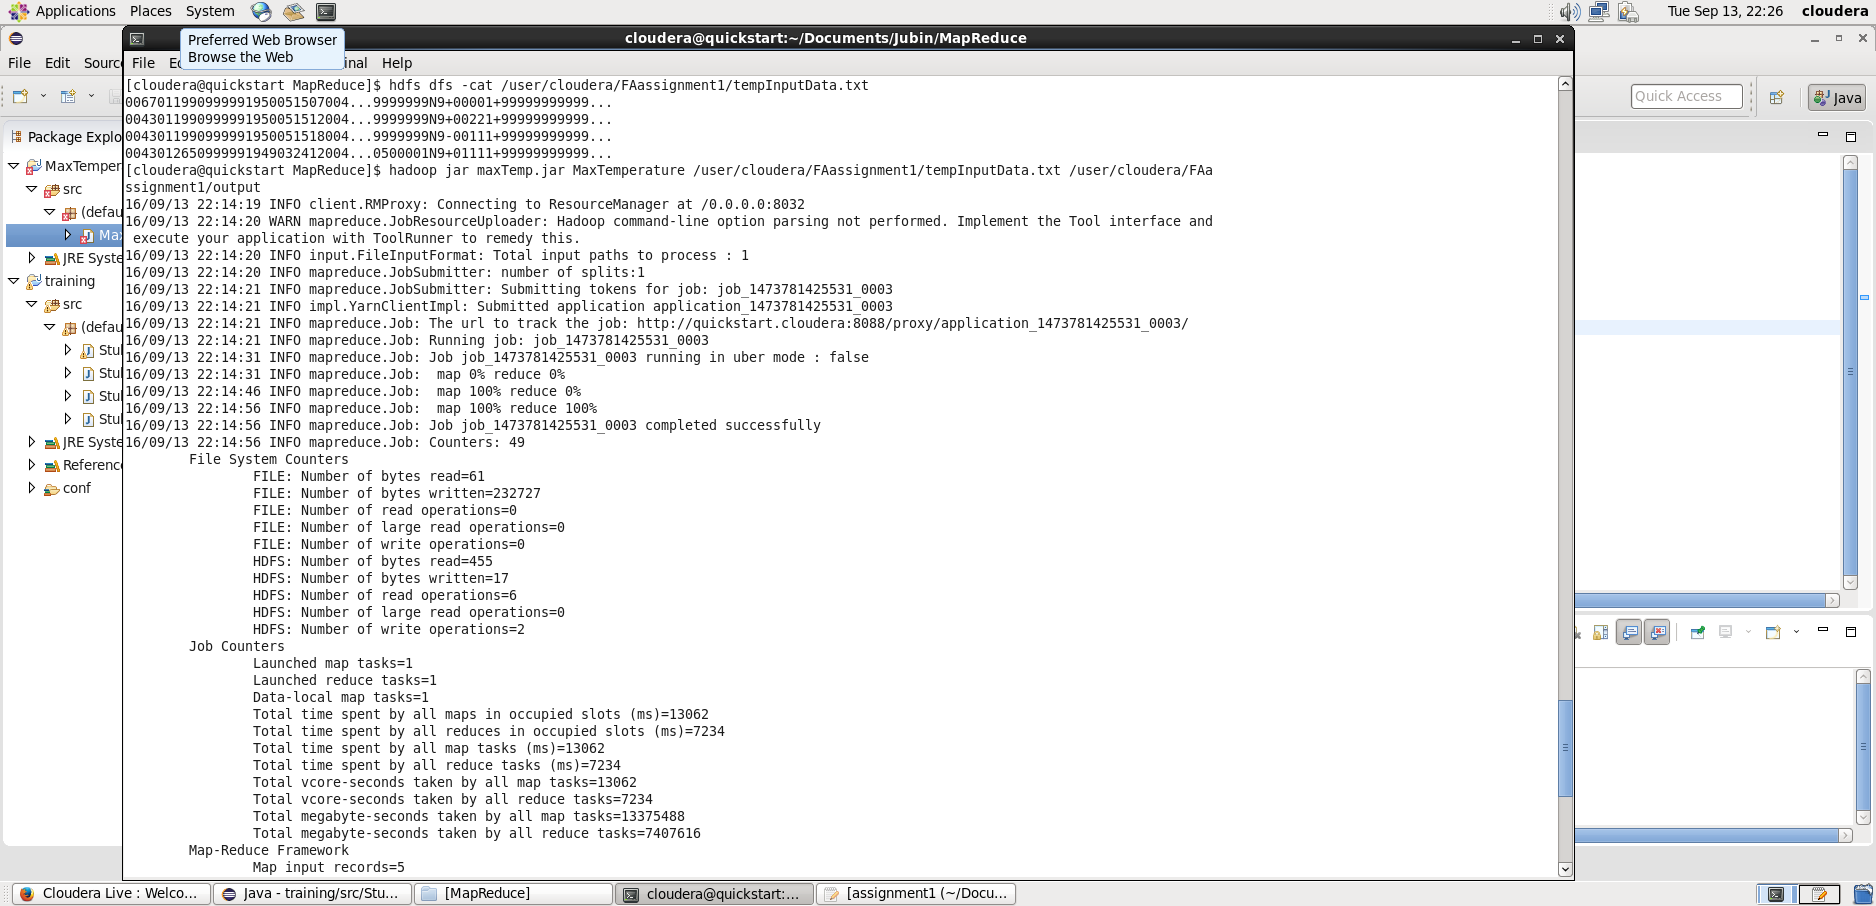 Applications Places System Tue Sep 13, 22:26 cloudera
Preferred Web Browser
Browse the Web
cloudera@quickstart:~/Documents/Jubin/MapReduce
File Edit Sourc
File E nal Help
Quick Access Java
Package Explo
MaxTemper
src
(defau
Max
JRE Syste
training
src
(defau
Stul
Stul
Stul
Stul
JRE Syste
Referenc
conf
[cloudera@quickstart MapReduce]$ hdfs dfs -cat /user/cloudera/FAassignment1/tempInputData.txt
0067011990999991950051507004...9999999N9+00001+99999999999...
0043011990999991950051512004...9999999N9+00221+99999999999...
0043011990999991950051518004...9999999N9-00111+99999999999...
0043012650999991949032412004...0500001N9+01111+99999999999...
[cloudera@quickstart MapReduce]$ hadoop jar maxTemp.jar MaxTemperature /user/cloudera/FAassignment1/tempInputData.txt /user/cloudera/FAa
ssignment1/output
16/09/13 22:14:19 INFO client.RMProxy: Connecting to ResourceManager at /0.0.0.0:8032
16/09/13 22:14:20 WARN mapreduce.JobResourceUploader: Hadoop command-line option parsing not performed. Implement the Tool interface and
execute your application with ToolRunner to remedy this.
16/09/13 22:14:20 INFO input.FileInputFormat: Total input paths to process : 1
16/09/13 22:14:20 INFO mapreduce.JobSubmitter: number of splits:1
16/09/13 22:14:21 INFO mapreduce.JobSubmitter: Submitting tokens for job: job_1473781425531_0003
16/09/13 22:14:21 INFO impl.YarnClientImpl: Submitted application application_1473781425531_0003
16/09/13 22:14:21 INFO mapreduce.Job: The url to track the job: http://quickstart.cloudera:8088/proxy/application_1473781425531_0003/
16/09/13 22:14:21 INFO mapreduce.Job: Running job: job_1473781425531_0003
16/09/13 22:14:31 INFO mapreduce.Job: Job job_1473781425531_0003 running in uber mode : false
16/09/13 22:14:31 INFO mapreduce.Job:  map 0% reduce 0%
16/09/13 22:14:46 INFO mapreduce.Job:  map 100% reduce 0%
16/09/13 22:14:56 INFO mapreduce.Job:  map 100% reduce 100%
16/09/13 22:14:56 INFO mapreduce.Job: Job job_1473781425531_0003 completed successfully
16/09/13 22:14:56 INFO mapreduce.Job: Counters: 49
File System Counters
FILE: Number of bytes read=61
FILE: Number of bytes written=232727
FILE: Number of read operations=0
FILE: Number of large read operations=0
FILE: Number of write operations=0
HDFS: Number of bytes read=455
HDFS: Number of bytes written=17
HDFS: Number of read operations=6
HDFS: Number of large read operations=0
HDFS: Number of write operations=2
Job Counters
Launched map tasks=1
Launched reduce tasks=1
Data-local map tasks=1
Total time spent by all maps in occupied slots (ms)=13062
Total time spent by all reduces in occupied slots (ms)=7234
Total time spent by all map tasks (ms)=13062
Total time spent by all reduce tasks (ms)=7234
Total vcore-seconds taken by all map tasks=13062
Total vcore-seconds taken by all reduce tasks=7234
Total megabyte-seconds taken by all map tasks=13375488
Total megabyte-seconds taken by all reduce tasks=7407616
Map-Reduce Framework
Map input records=5
Cloudera Live : Welco... Java - training/src/Stu... [MapReduce] cloudera@quickstart:... [assignment1 (~/Docu...